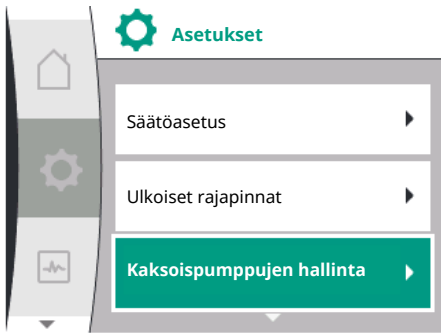 Asetukset
Säätöasetus
Ulkoiset rajapinnat
Kaksoispumppujen hallinta